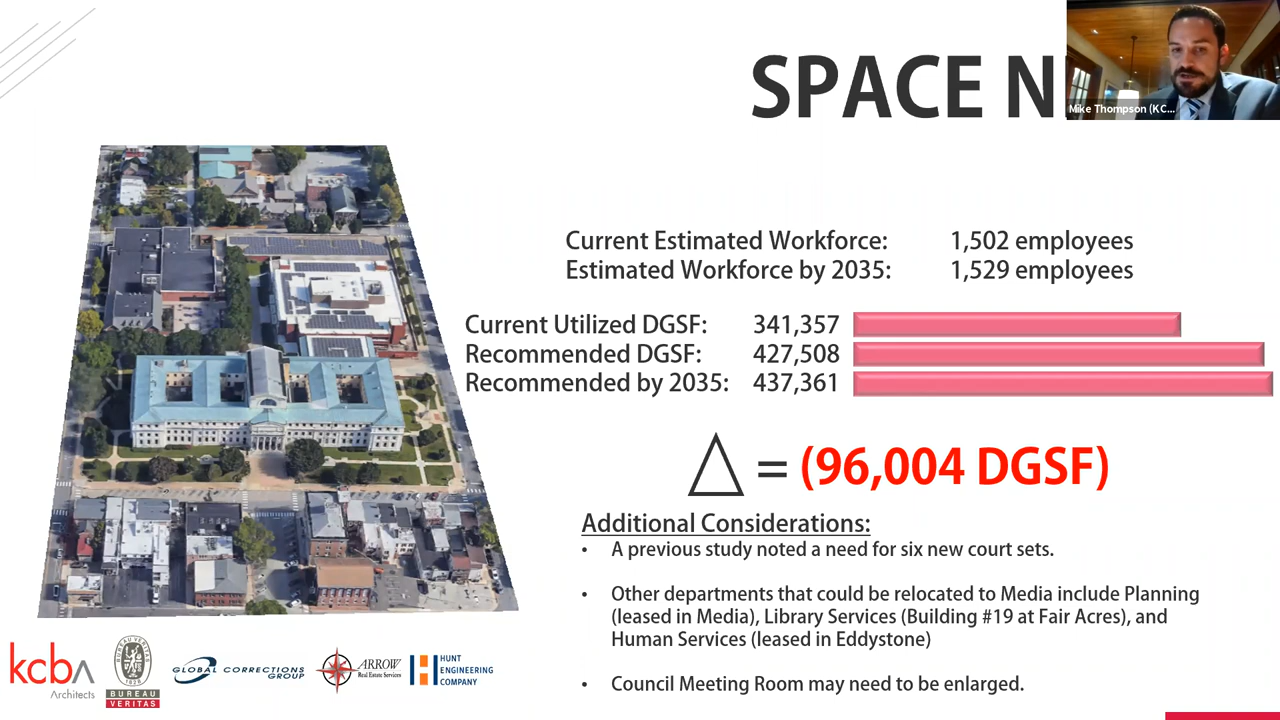 SPACE N
Mike Thompson (KC...
Current Estimated Workforce: 1,502 employees
Estimated Workforce by 2035: 1,529 employees
Current Utilized DGSF: 341,357
Recommended DGSF: 427,508
Recommended by 2035: 437,361
△ = (96,004 DGSF)
Additional Considerations:
• A previous study noted a need for six new court sets.
• Other departments that could be relocated to Media include Planning
(leased in Media), Library Services (Building #19 at Fair Acres), and
Human Services (leased in Eddystone)
• Council Meeting Room may need to be enlarged.
kcba
Architects
BUREAU VERITAS
1828
BUREAU
VERITAS
GLOBAL CORRECTIONS
GROUP
ARROW
Real Estate Services
HUNT
ENGINEERING
COMPANY